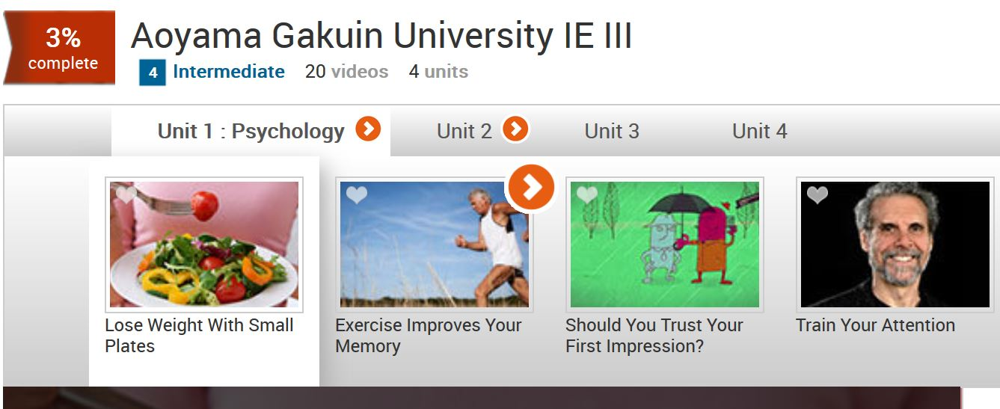 3%
complete
Aoyama Gakuin University IE III
4 Intermediate 20 videos 4 units
Unit 1 : Psychology
Unit 2
Unit 3
Unit 4
Lose Weight With Small
Plates
Exercise Improves Your
Memory
Should You Trust Your
First Impression?
Train Your Attention